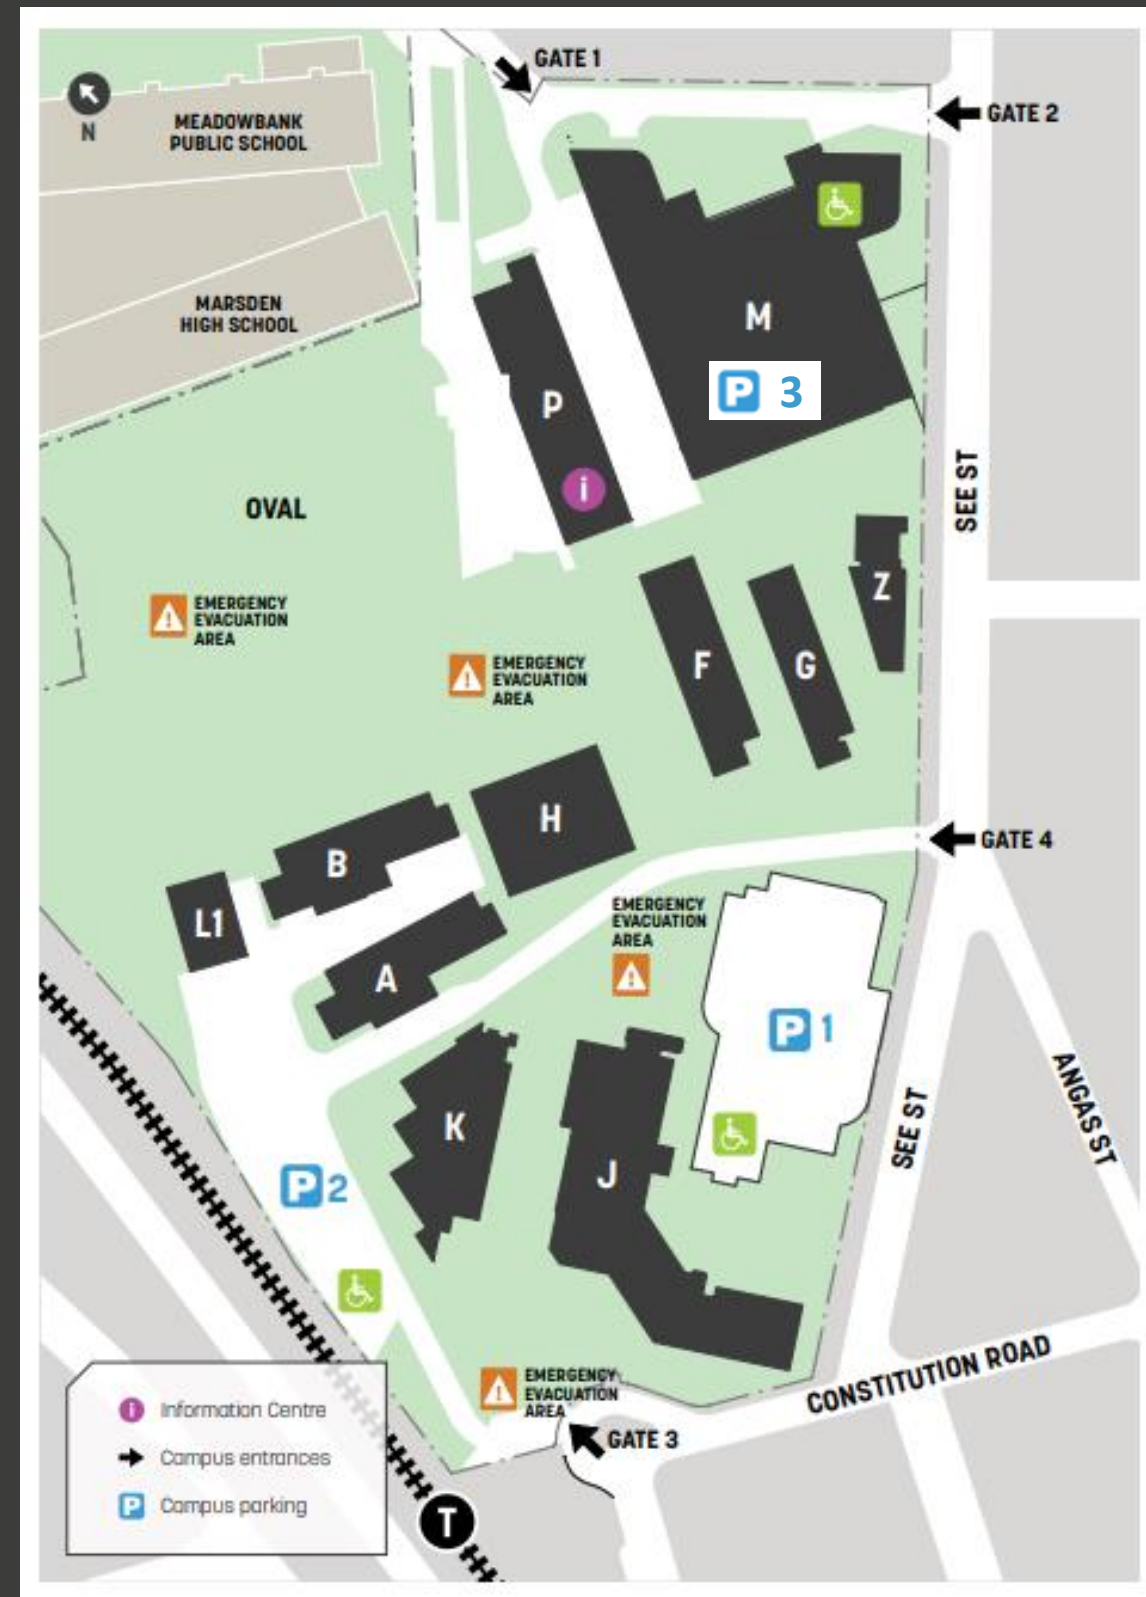 GATE 1
N
MEADOWBANK
PUBLIC SCHOOL
GATE 2
MARSDEN
HIGH SCHOOL
M
P 3
P
i
OVAL
SEE ST
Z
EMERGENCY
EVACUATION
AREA
EMERGENCY
EVACUATION
AREA
F
G
H
B
GATE 4
L1
A
EMERGENCY
EVACUATION
AREA
P 1
K
J
SEE ST
ANGAS ST
P 2
EMERGENCY
EVACUATION
AREA
CONSTITUTION ROAD
GATE 3
i Information Centre
Campus entrances
P Campus parking
T